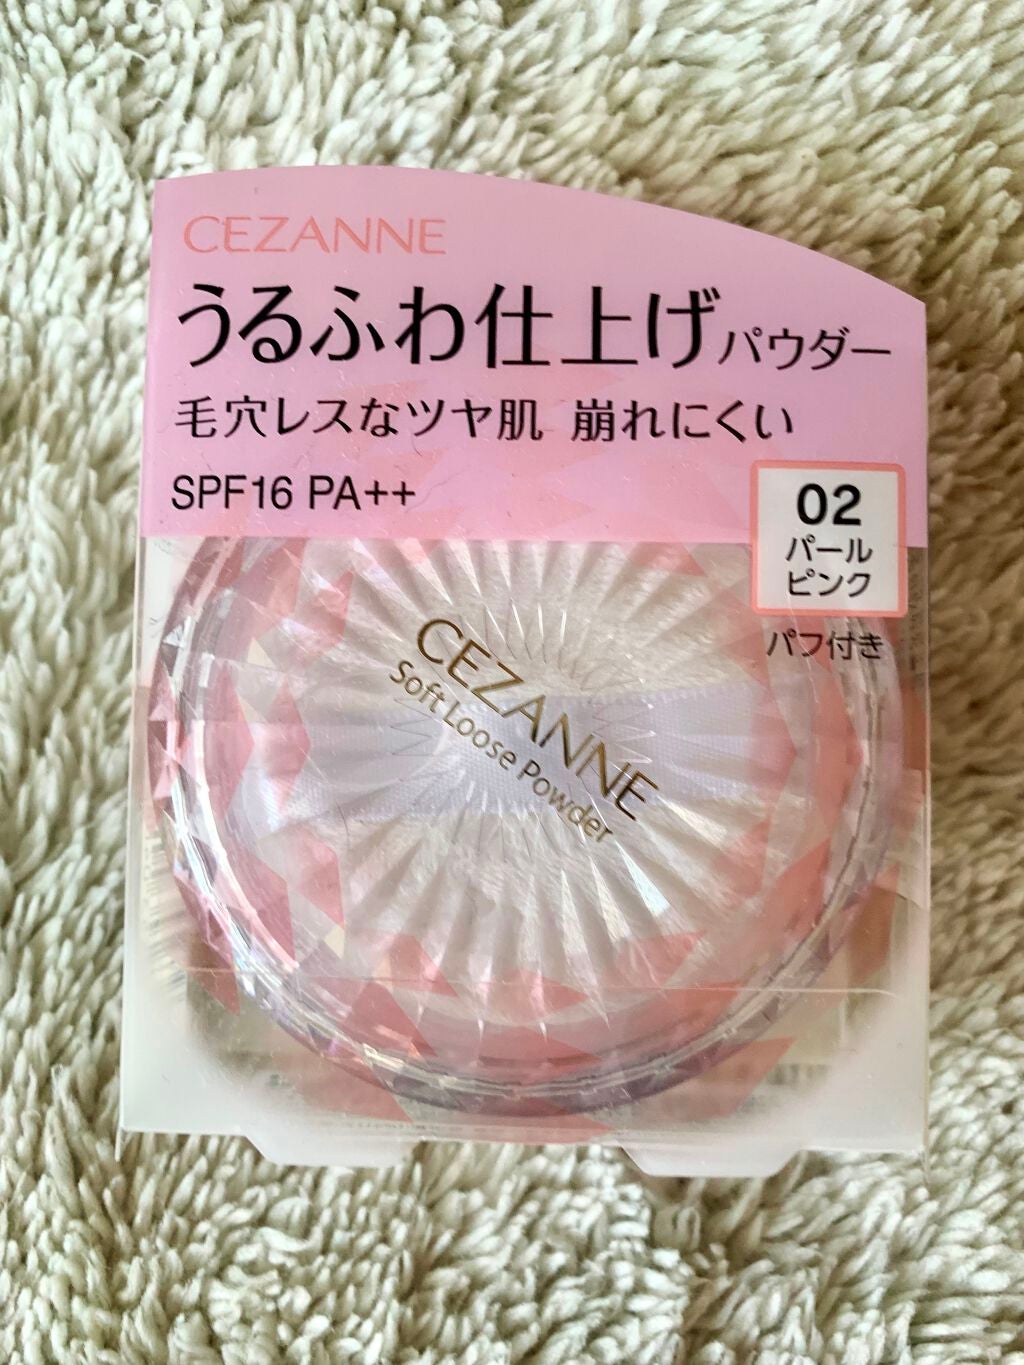 CEZANNE
うるふわ仕上げパウダー
毛穴レスなツヤ肌 崩れにくい
SPF16 PA++
02
パール
ピンク
パフ付き
CEZANNE
Soft Loose Powder